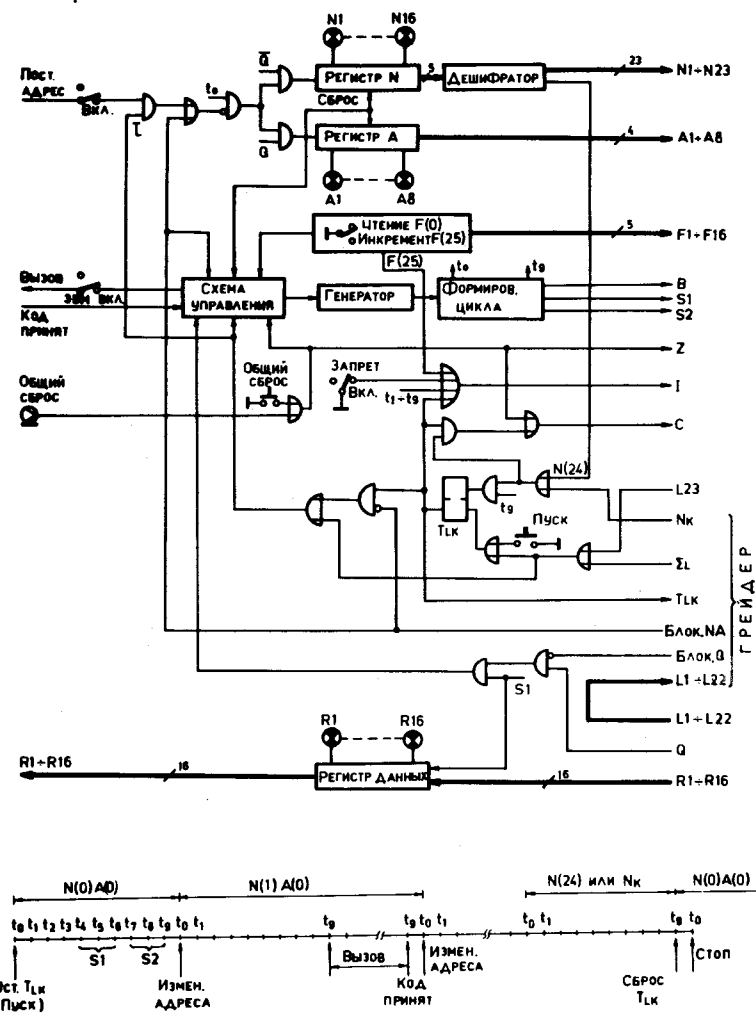 N1 N16
Пост. адрес
Вкл.
τ̅
t₀
Q̅
Q
Регистр N
Сброс
5
Дешифратор
23
N1÷N23
Регистр А
4
A1÷A8
A1 A8
Чтение F(0)
Инкремент F(25)
5
F1÷F16
F(25)
Вызов
ЭВМ Вкл.
Код принят
Схема управления
Генератор
t₀ t₉
Формиров. цикла
B
S1
S2
Z
Общий сброс
Общий сброс
Запрет
Вкл.
t₁÷t₉
I
C
N(24)
L23
t₉
TLK
Пуск
NK
ΣL
TLK
Блок.NA
Блок.Q
L1÷L22
L1÷L22
ГРЕЙДЕР
S1
Q
R1 R16
R1÷R16
16
Регистр данных
16
R1÷R16
N(0)A(0)
N(1)A(0)
N(24) или NK
N(0)A(0)
t₀ t₁ t₂ t₃ t₄ t₅ t₆ t₇ t₈ t₉ t₀ t₁
t₉
t₉ t₀ t₁
t₀ t₁
t₉ t₀
S1
S2
Вызов
Уст. TLK
(Пуск)
Измен. адреса
Код принят
Измен. адреса
Сброс TLK
Стоп